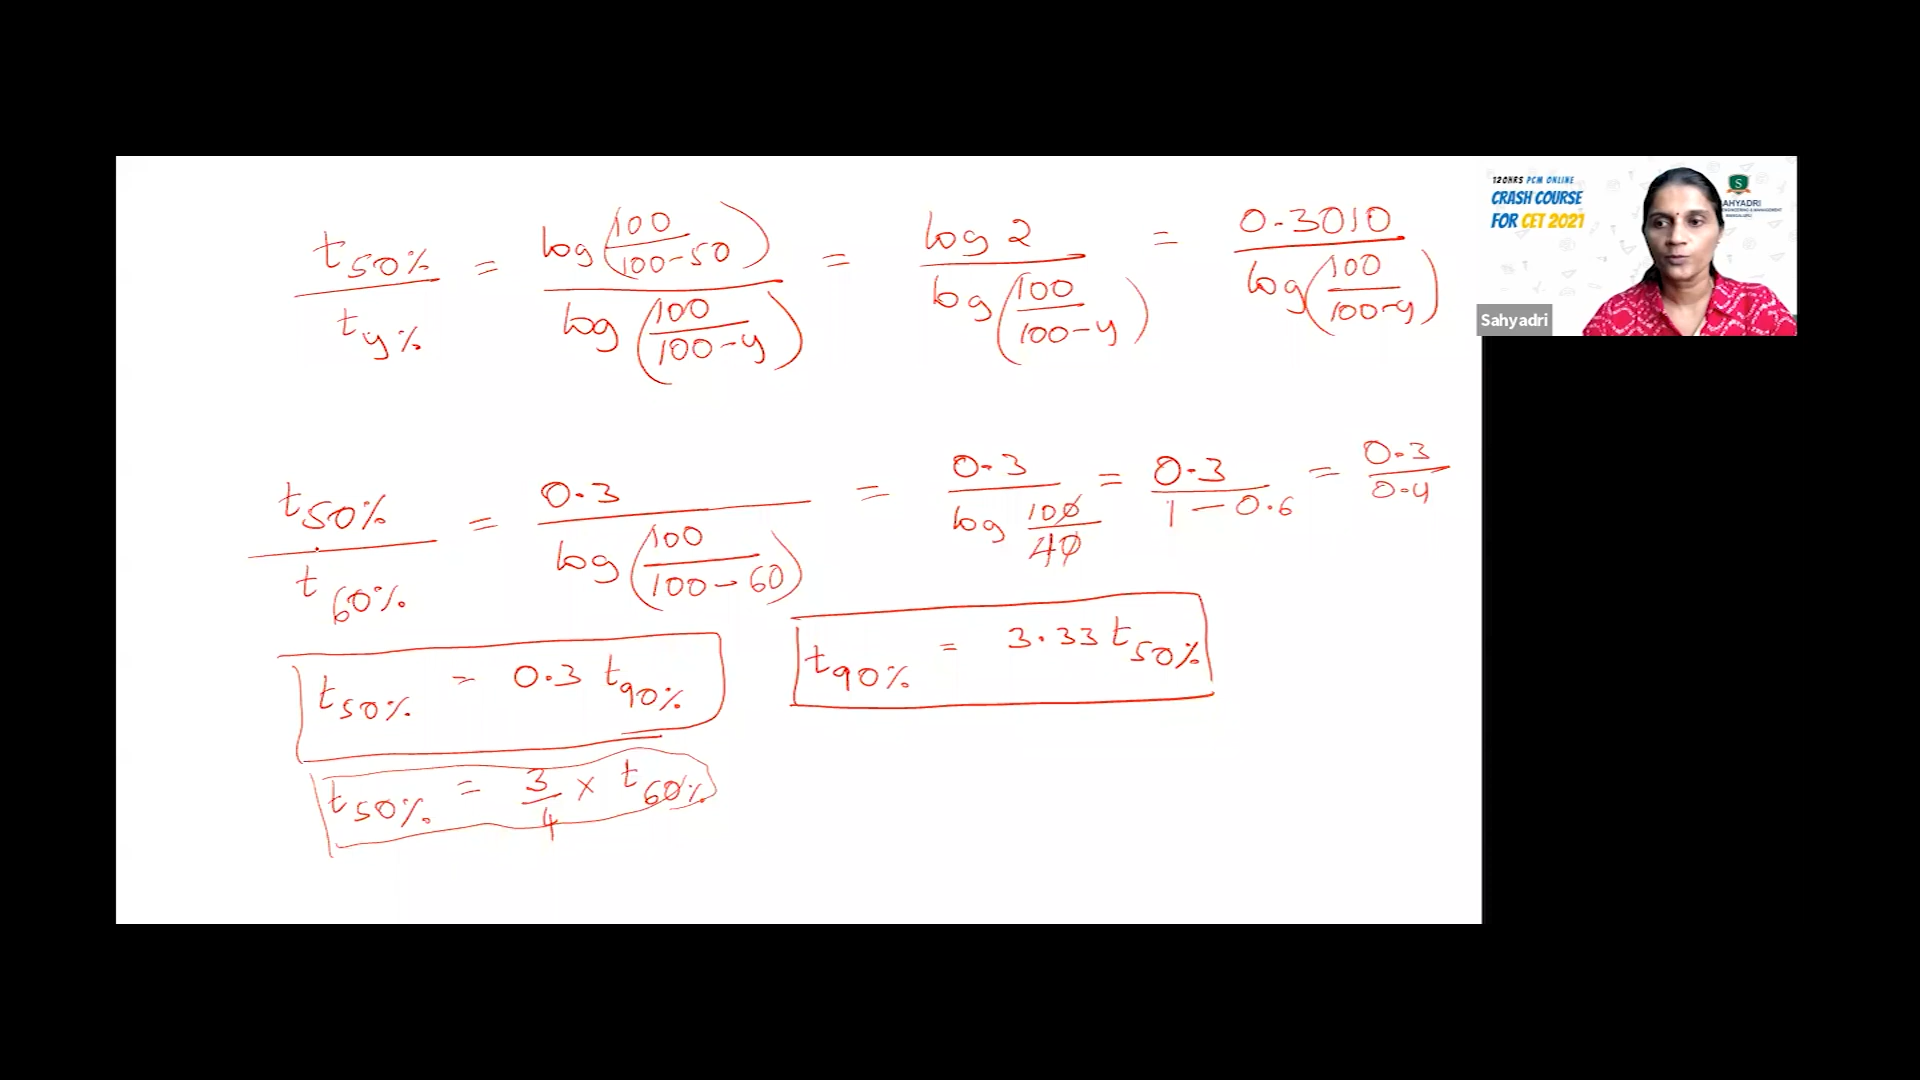 120HRS PCM ONLINE
CRASH COURSE
FOR CET 2021
S
AHYADRI
Sahyadri
t50% / ty% = log(100/100-50) / log(100/100-y) = log 2 / log(100/100-y) = 0.3010 / log(100/100-y)
t50% / t60% = 0.3 / log(100/100-60) = 0.3 / log 100/40 = 0.3 / 1-0.6 = 0.3/0.4
t50% = 0.3 t90%
t90% = 3.33 t50%
t50% = 3/4 × t60%